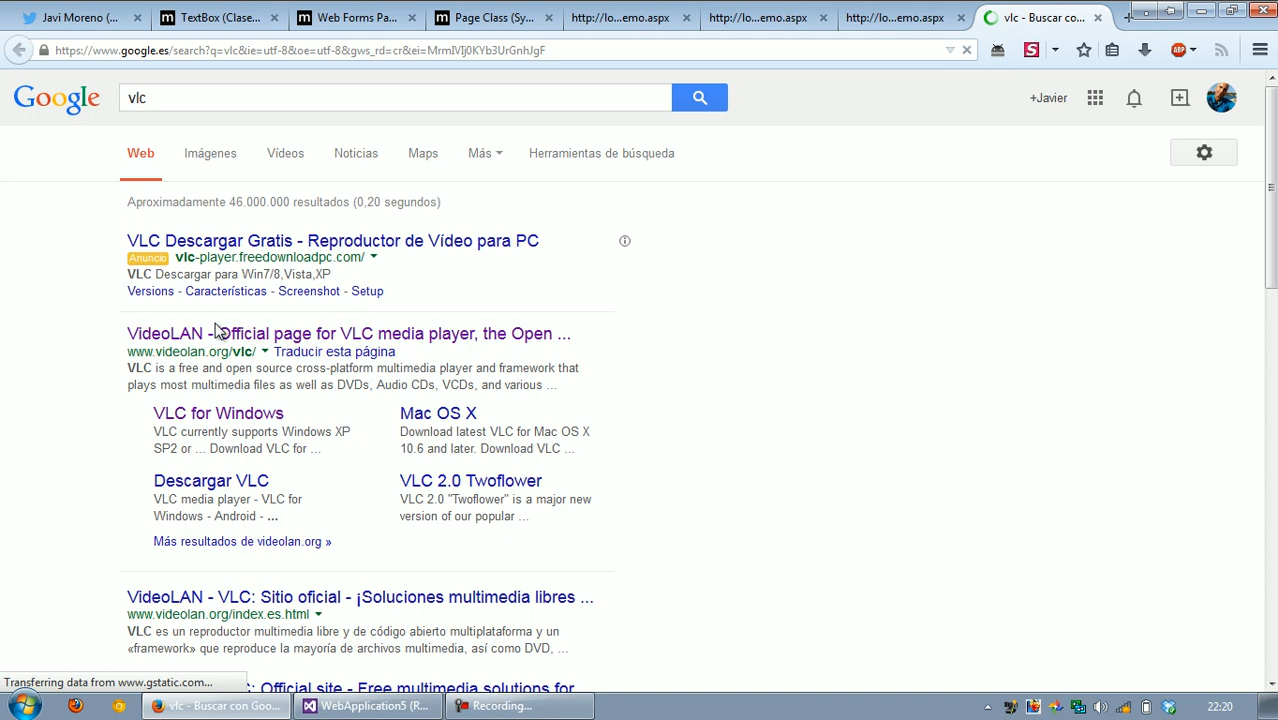 Javi Moreno (@Javi...
TextBox (Clase...
Web Forms Pa...
Page Class (Sy...
http://lo...emo.aspx
http://lo...emo.aspx
http://lo...emo.aspx
vlc - Buscar co...
https://www.google.es/search?q=vlc&ie=utf-8&oe=utf-8&gws_rd=cr&ei=MrmIVIj0KYb3UrGnhJgF
Google
vlc
+Javier
Web
Imágenes
Vídeos
Noticias
Maps
Más
Herramientas de búsqueda
Aproximadamente 46.000.000 resultados (0,20 segundos)
VLC Descargar Gratis - Reproductor de Vídeo para PC
Anuncio vlc-player.freedownloadpc.com/
VLC Descargar para Win7/8,Vista,XP
Versions - Características - Screenshot - Setup
VideoLAN - Official page for VLC media player, the Open ...
www.videolan.org/vlc/ Traducir esta página
VLC is a free and open source cross-platform multimedia player and framework that
plays most multimedia files as well as DVDs, Audio CDs, VCDs, and various ...
VLC for Windows
VLC currently supports Windows XP
SP2 or ... Download VLC for ...
Mac OS X
Download latest VLC for Mac OS X
10.6 and later. Download VLC ...
Descargar VLC
VLC media player - VLC for
Windows - Android - ...
VLC 2.0 Twoflower
VLC 2.0 "Twoflower" is a major new
version of our popular ...
Más resultados de videolan.org »
VideoLAN - VLC: Sitio oficial - ¡Soluciones multimedia libres ...
www.videolan.org/index.es.html
VLC es un reproductor multimedia libre y de código abierto multiplataforma y un
«framework» que reproduce la mayoría de archivos multimedia, así como DVD, ...
C: Official site - Free multimedia solutions for
Transferring data from www.gstatic.com...
vlc - Buscar con Goo...
WebApplication5 (R...
Recording...
22:20